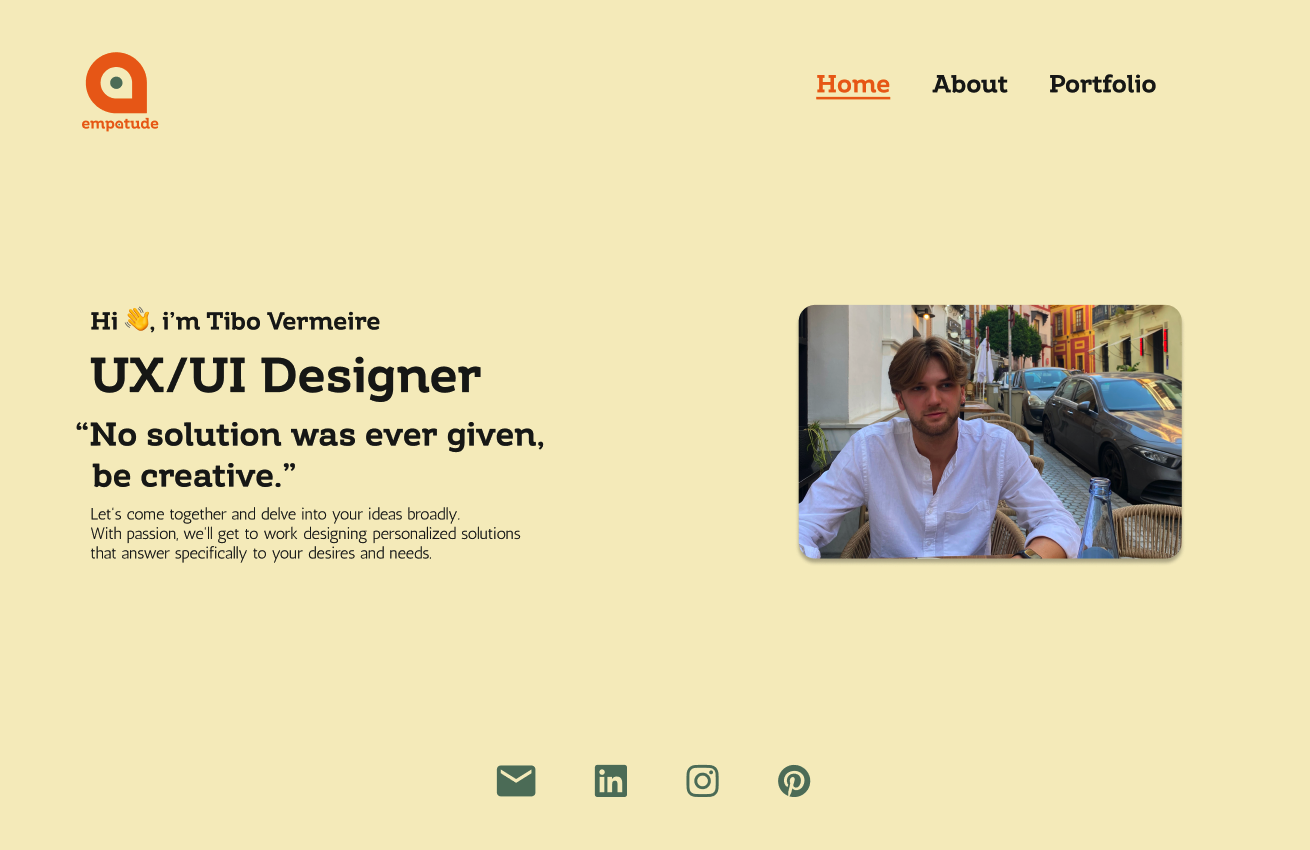 empatude
Home About Portfolio
Hi 👋, i’m Tibo Vermeire
UX/UI Designer
“No solution was ever given,
be creative.”
Let's come together and delve into your ideas broadly.
With passion, we'll get to work designing personalized solutions
that answer specifically to your desires and needs.
in